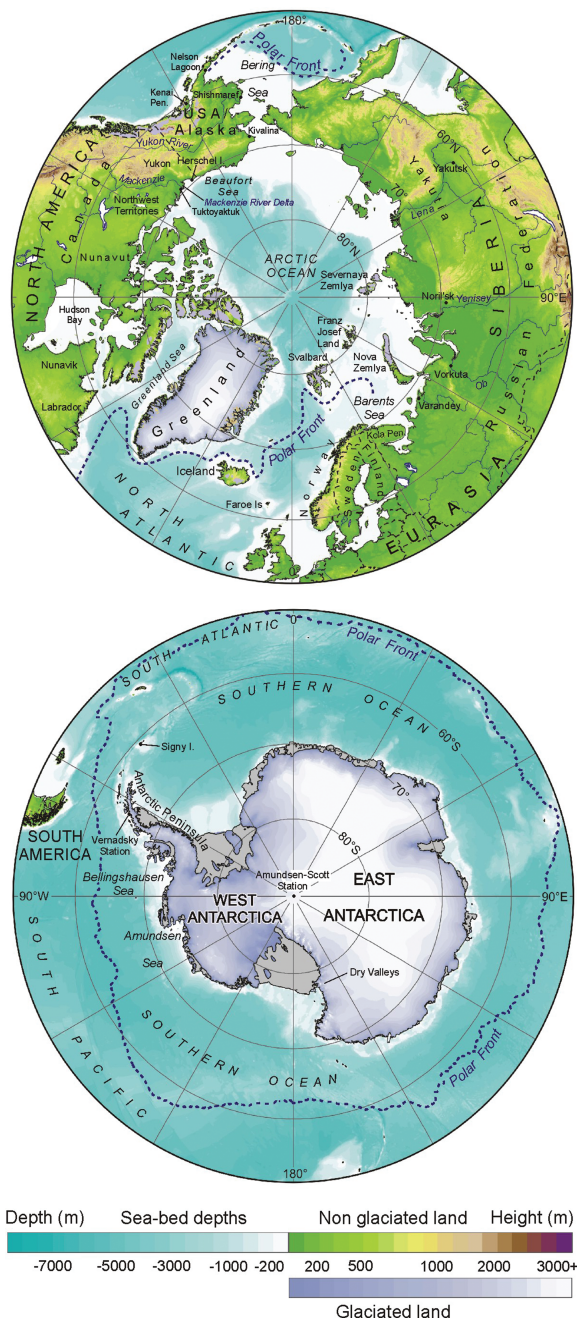 180°
Polar Front
Nelson
Lagoon
Bering
Sea
Kenai
Pen.
Shishmaref
USA/
Alaska
Kivalina
Yukon River
Yukon
Herschel I.
Mackenzie
Beaufort
Sea
Mackenzie River Delta
Northwest
Territories
Tuktoyaktuk
NORTH AMERICA
Canada
Nunavut
60°N
70°
80°N
Yakutsk
Yakutia
Lena
ARCTIC
OCEAN
Severnaya
Zemlya
SIBERIA
Russian Federation
Noril'sk
Yenisey
90°E
Hudson
Bay
Franz
Josef
Land
Svalbard
Nova
Zemlya
Greenland Sea
Greenland
Nunavik
Vorkuta
Labrador
Barents
Sea
Varandey
Polar Front
Kola Pen.
Iceland
Norway
Sweden
Finland
Faroe Is
EURASIA
NORTH
ATLANTIC
0°
0°
SOUTH ATLANTIC
Polar Front
SOUTHERN OCEAN
60°S
Signy I.
70°
Antarctic Peninsula
80°S
SOUTH
AMERICA
Vernadsky
Station
Amundsen-Scott
Station
EAST
ANTARCTICA
Bellingshausen
Sea
90°W
WEST
ANTARCTICA
90°E
Amundsen
Sea
Dry Valleys
SOUTH
PACIFIC
SOUTHERN OCEAN
Polar Front
180°
Depth (m) Sea-bed depths Non glaciated land Height (m)
-7000 -5000 -3000 -1000 -200 200 500 1000 2000 3000+
Glaciated land